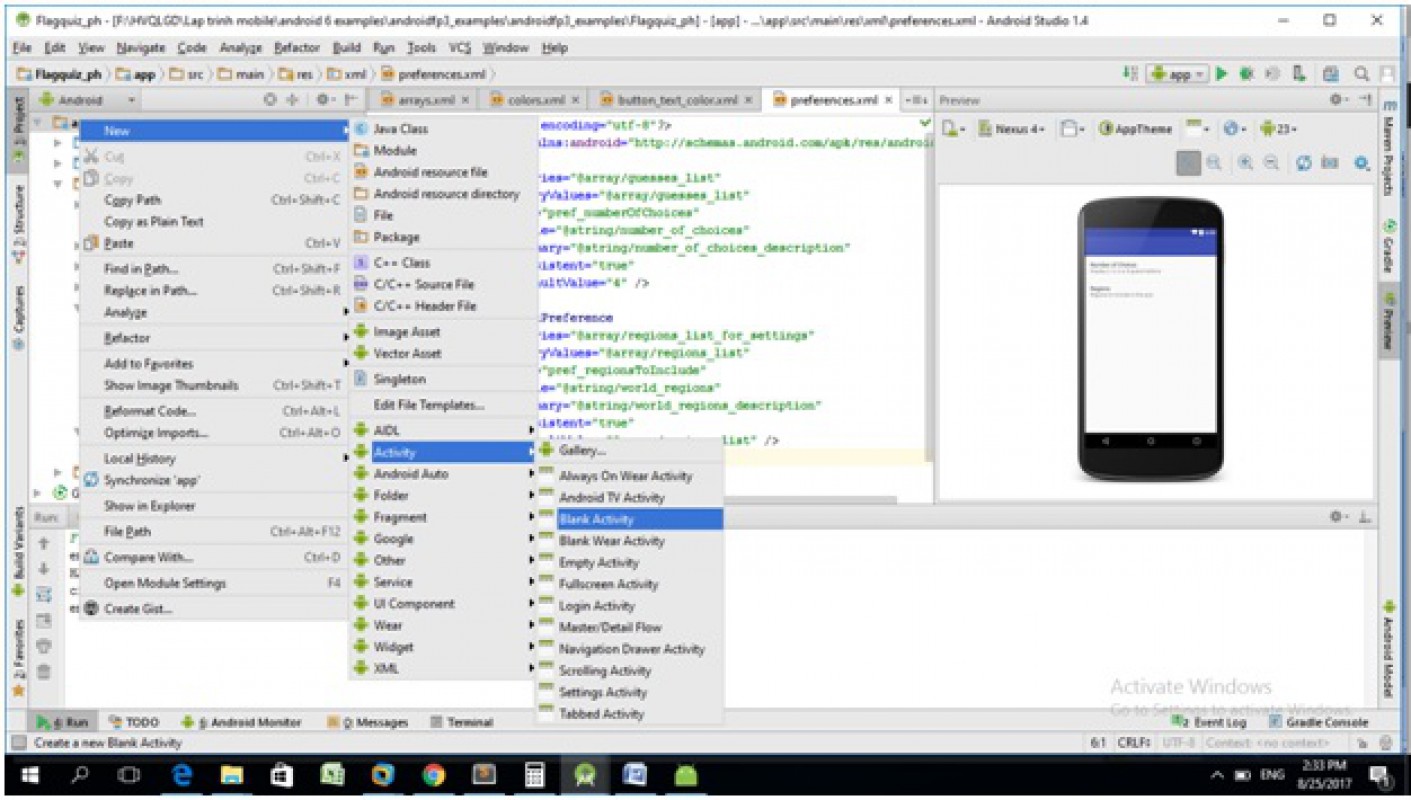 Flagquiz_ph - [F:\HVQLGD\Lap trinh mobile\android 6 examples\androidfp3_examples\androidfp3_examples\Flagquiz_ph] - [app] - ...\app\src\main\res\xml\preferences.xml - Android Studio 1.4
File Edit View Navigate Code Analyze Refactor Build Run Tools VCS Window Help
Flagquiz_ph app src main res xml preferences.xml app
Android arrays.xml colors.xml button_text_color.xml preferences.xml Preview
Nexus 4 AppTheme 23
1: Project
Z: Structure
Captures
Build Variants
2: Favorites
Maven Projects
Gradle
Preview
Android Model
New
Cut Ctrl+X
Copy Ctrl+C
Copy Path Ctrl+Shift+C
Copy as Plain Text
Paste Ctrl+V
Find in Path... Ctrl+Shift+F
Replace in Path... Ctrl+Shift+R
Analyze
Refactor
Add to Favorites
Show Image Thumbnails Ctrl+Shift+T
Reformat Code... Ctrl+Alt+L
Optimize Imports... Ctrl+Alt+O
Local History
Synchronize 'app'
Show in Explorer
File Path Ctrl+Alt+F12
Compare With... Ctrl+D
Open Module Settings F4
Create Gist...
Java Class
Module
Android resource file
Android resource directory
File
Package
C++ Class
C/C++ Source File
C/C++ Header File
Image Asset
Vector Asset
Singleton
Edit File Templates...
AIDL
Activity
Android Auto
Folder
Fragment
Google
Other
Service
UI Component
Wear
Widget
XML
Gallery...
Always On Wear Activity
Android TV Activity
Blank Activity
Blank Wear Activity
Empty Activity
Fullscreen Activity
Login Activity
Master/Detail Flow
Navigation Drawer Activity
Scrolling Activity
Settings Activity
Tabbed Activity
encoding="utf-8"?>
lns:android="http://schemas.android.com/apk/res/androi
ies="@array/guesses_list"
yValues="@array/guesses_list"
"pref_numberOfChoices"
e="@string/number_of_choices"
ary="@string/number_of_choices_description"
istent="true"
ultValue="4" />
Preference
ies="@array/regions_list_for_settings"
yValues="@array/regions_list"
"pref_regionsToInclude"
e="@string/world_regions"
ary="@string/world_regions_description"
istent="true"
list" />
Run:
Activate Windows
Go to Settings to activate Windows.
6: Run TODO 6: Android Monitor 0: Messages Terminal 2 Event Log Gradle Console
Create a new Blank Activity 6:1 CRLF: UTF-8 Context: <no context>
ENG 2:33 PM
8/25/2017